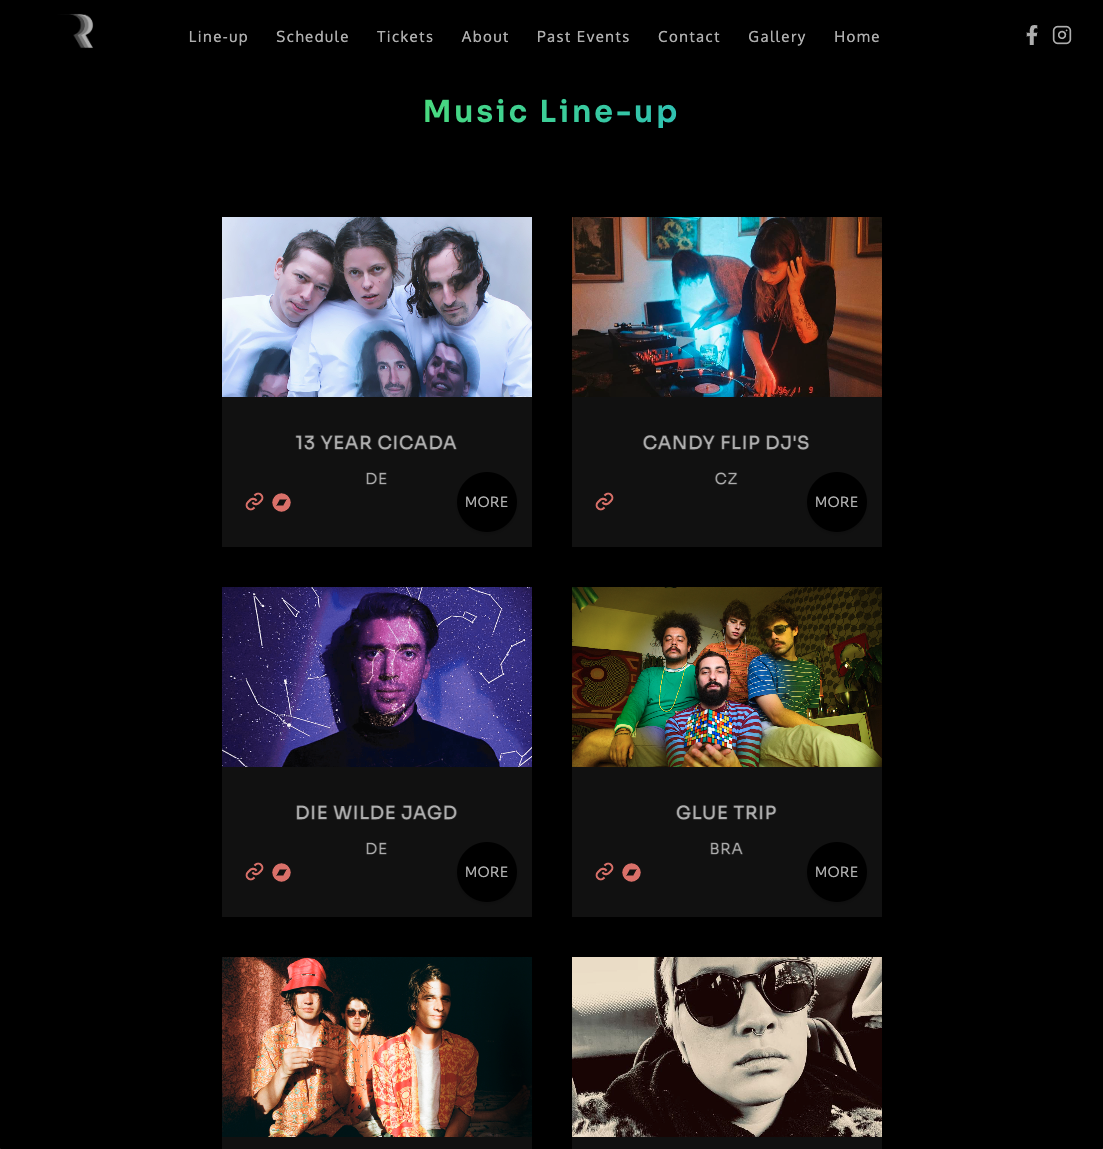 R
Line-up Schedule Tickets About Past Events Contact Gallery Home
Music Line-up
13 YEAR CICADA
DE
MORE
CANDY FLIP DJ'S
CZ
MORE
DIE WILDE JAGD
DE
MORE
GLUE TRIP
BRA
MORE